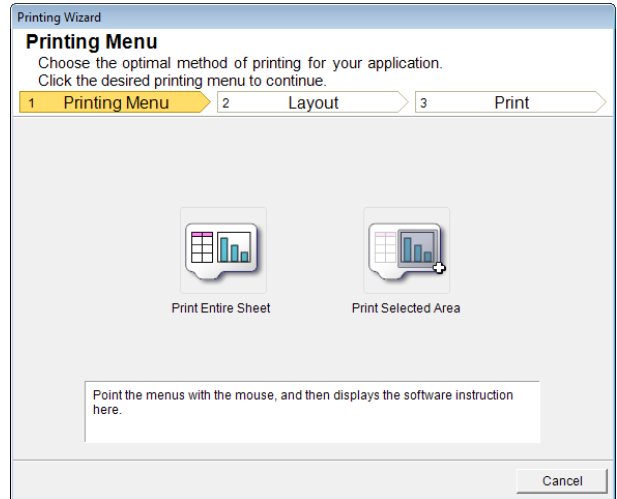 Printing Wizard
Printing Menu
Choose the optimal method of printing for your application.
Click the desired printing menu to continue.
1 Printing Menu 2 Layout 3 Print
Print Entire Sheet Print Selected Area
Point the menus with the mouse, and then displays the software instruction
here.
Cancel